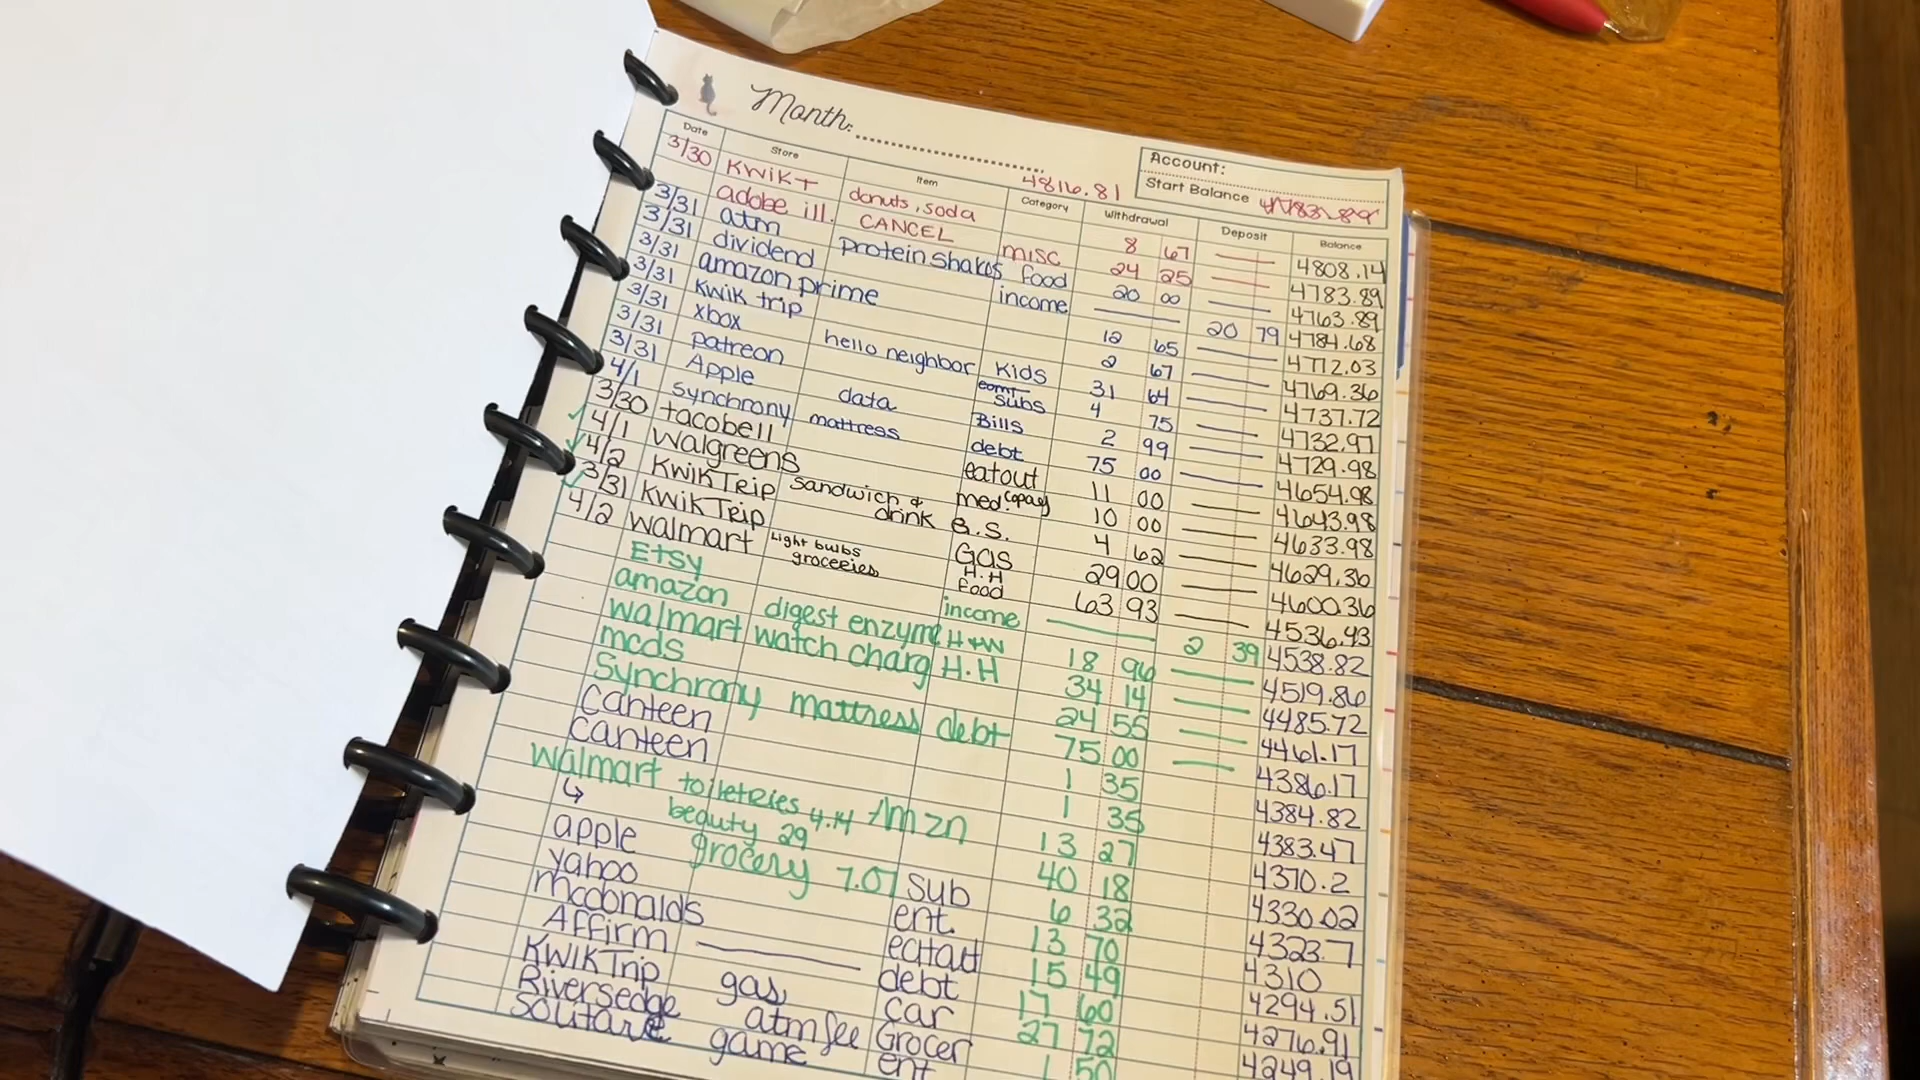 Month:
Account:
Start Balance 4783.89
4816.81
Date Store Item Category Withdrawal Deposit Balance
3/30 KWiKT donuts, soda misc 8 67 4808.14
adobe ill. CANCEL food 24 25 4783.89
3/31 atm protein shakes income 20 00 4763.89
3/31 dividend 20 79 4784.68
3/31 amazon prime 12 65 4772.03
3/31 Kwik trip 2 67 4769.36
3/31 xbox hello neighbor Kids 31 64 4737.72
3/31 patreon subs 4 75 4732.97
3/31 Apple data Bills 2 99 4729.98
4/1 synchrony mattress debt 75 00 4654.98
3/30 tacobell eatout 11 00 4643.98
4/1 Walgreens med. copay 10 00 4633.98
4/2 KwikTrip sandwich & drink G.S. 4 62 4629.36
3/31 KwikTrip Gas 29 00 4600.36
4/2 walmart Light bulbs groceries H.H food 63 93 4536.43
Etsy income 2 39 4538.82
amazon digest enzyme H+W 18 96 4519.86
walmart watch charg H.H 34 14 4485.72
mcds 24 55 4461.17
Synchrony mattress debt 75 00 4386.17
Canteen 1 35 4384.82
Canteen 1 35 4383.47
walmart toiletries 4.14 13 27 4370.2
↳ beauty 29 Amzn 40 18 4330.02
apple grocery 7.07 sub 6 32 4323.7
yahoo ent. 13 70 4310
mcdonalds eatout 15 49 4294.51
Affirm debt 17 60 4276.91
KwikTrip gas car 27 72 4249.19
Riversedge atm fee Grocer 1 50
solitare game ent